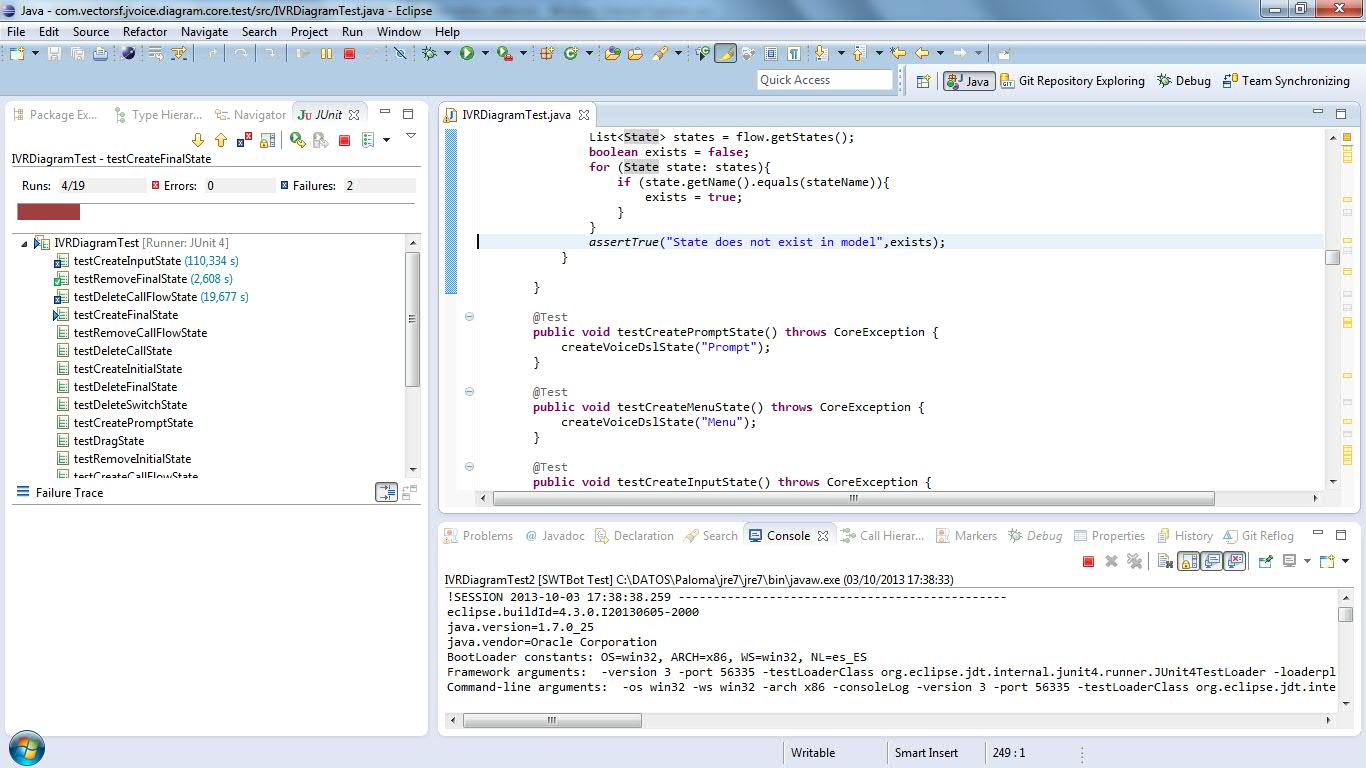 Java - com.vectorsf.jvoice.diagram.core.test/src/IVRDiagramTest.java - Eclipse
File Edit Source Refactor Navigate Search Project Run Window Help
Quick Access
Java Git Repository Exploring Debug Team Synchronizing
Package Ex... Type Hierar... Navigator JUnit
IVRDiagramTest - testCreateFinalState
Runs: 4/19 Errors: 0 Failures: 2
IVRDiagramTest [Runner: JUnit 4]
testCreateInputState (110,334 s)
testRemoveFinalState (2,608 s)
testDeleteCallFlowState (19,677 s)
testCreateFinalState
testRemoveCallFlowState
testDeleteCallState
testCreateInitialState
testDeleteFinalState
testDeleteSwitchState
testCreatePromptState
testDragState
testRemoveInitialState
testCreateCallFlowState
Failure Trace
IVRDiagramTest.java
List<State> states = flow.getStates();
boolean exists = false;
for (State state: states){
if (state.getName().equals(stateName)){
exists = true;
}
}
assertTrue("State does not exist in model",exists);
}
}
@Test
public void testCreatePromptState() throws CoreException {
createVoiceDslState("Prompt");
}
@Test
public void testCreateMenuState() throws CoreException {
createVoiceDslState("Menu");
}
@Test
public void testCreateInputState() throws CoreException {
Problems Javadoc Declaration Search Console Call Hierar... Markers Debug Properties History Git Reflog
IVRDiagramTest2 [SWTBot Test] C:\DATOS\Paloma\jre7\jre7\bin\javaw.exe (03/10/2013 17:38:33)
!SESSION 2013-10-03 17:38:38.259 -----------------------------------------------
eclipse.buildId=4.3.0.I20130605-2000
java.version=1.7.0_25
java.vendor=Oracle Corporation
BootLoader constants: OS=win32, ARCH=x86, WS=win32, NL=es_ES
Framework arguments:  -version 3 -port 56335 -testLoaderClass org.eclipse.jdt.internal.junit4.runner.JUnit4TestLoader -loaderpl
Command-line arguments:  -os win32 -ws win32 -arch x86 -consoleLog -version 3 -port 56335 -testLoaderClass org.eclipse.jdt.inte
Writable Smart Insert 249 : 1